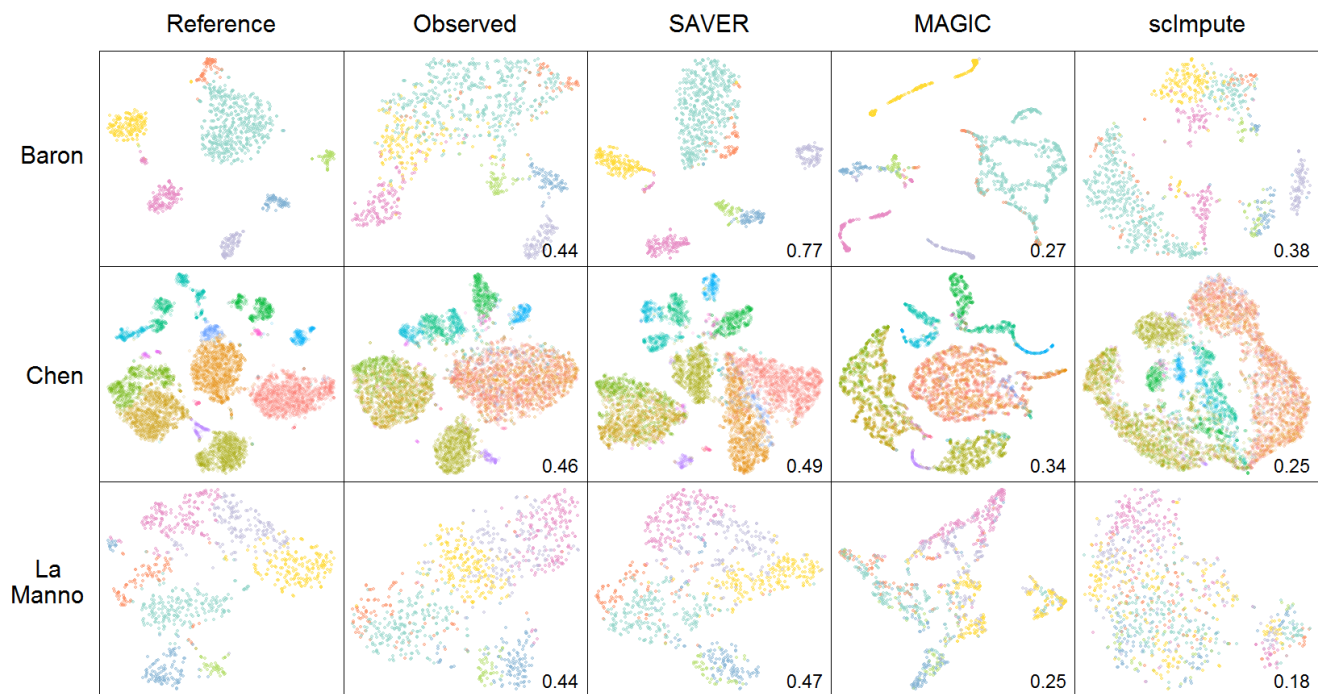 Reference Observed SAVER MAGIC scImpute
Baron
0.44 0.77 0.27 0.38
Chen
0.46 0.49 0.34 0.25
La
Manno
0.44 0.47 0.25 0.18